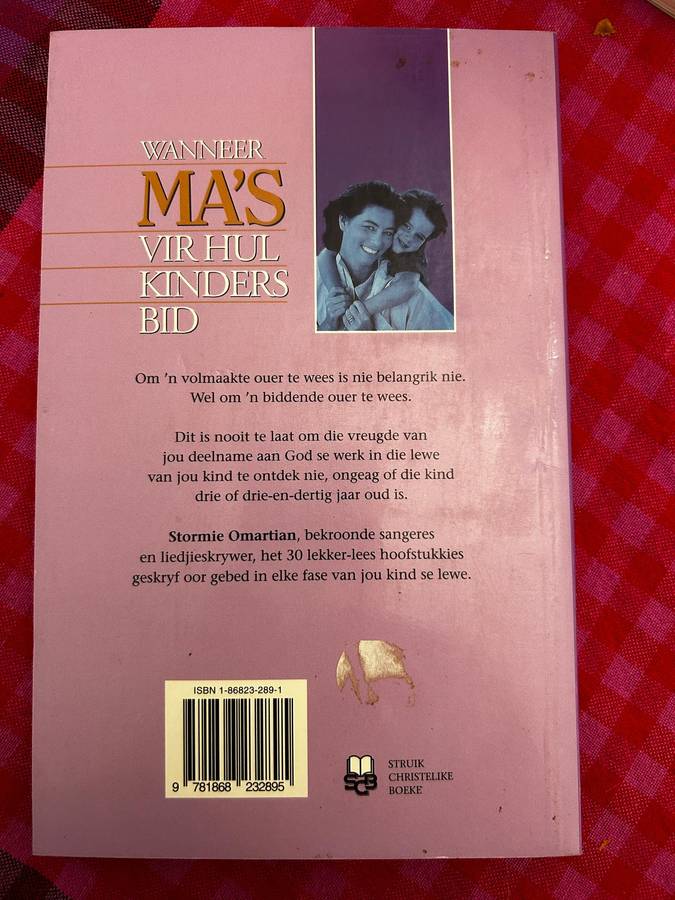 WANNEER
MA'S
VIR HUL
KINDERS
BID
Om 'n volmaakte ouer te wees is nie belangrik nie.
Wel om 'n biddende ouer te wees.
Dit is nooit te laat om die vreugde van
jou deelname aan God se werk in die lewe
van jou kind te ontdek nie, ongeag of die kind
drie of drie-en-dertig jaar oud is.
Stormie Omartian, bekroonde sangeres
en liedjieskrywer, het 30 lekker-lees hoofstukkies
geskryf oor gebed in elke fase van jou kind se lewe.
ISBN 1-86823-289-1
9 781868 232895
SCB
STRUIK
CHRISTELIKE
BOEKE